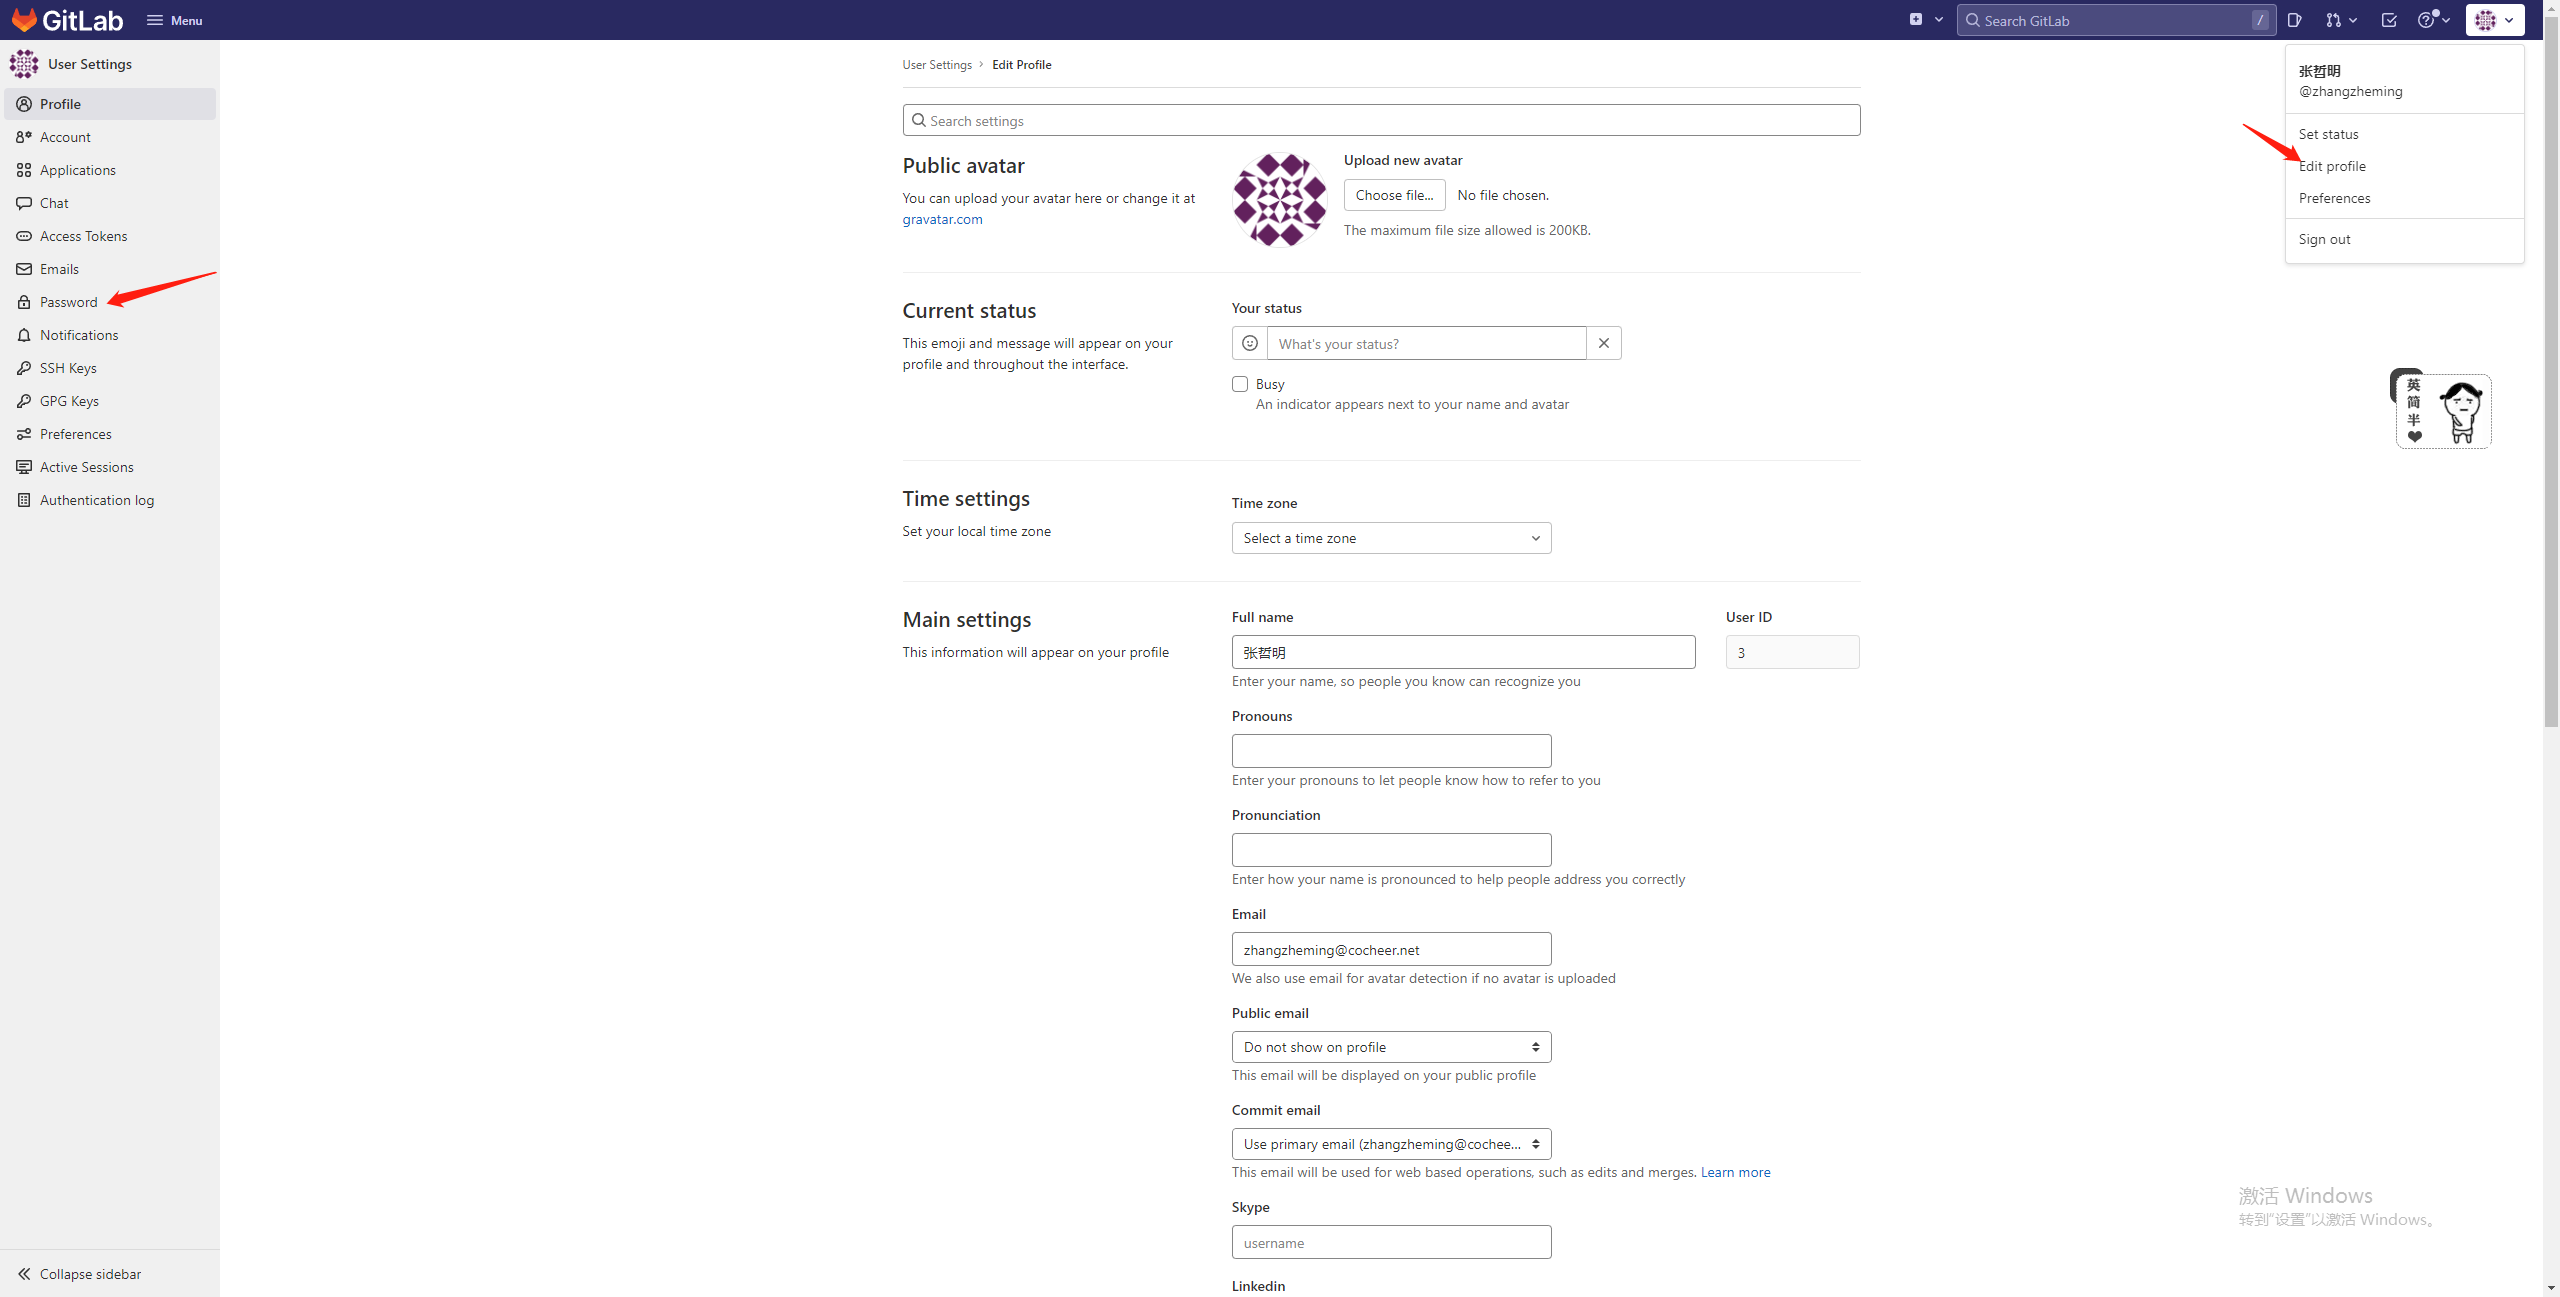 GitLab
Menu
Search GitLab
/
User Settings
Profile
Account
Applications
Chat
Access Tokens
Emails
Password
Notifications
SSH Keys
GPG Keys
Preferences
Active Sessions
Authentication log
Collapse sidebar
User Settings › Edit Profile
Search settings
Public avatar
You can upload your avatar here or change it at
gravatar.com
Upload new avatar
Choose file... No file chosen.
The maximum file size allowed is 200KB.
Current status
This emoji and message will appear on your
profile and throughout the interface.
Your status
What's your status?
Busy
An indicator appears next to your name and avatar
Time settings
Set your local time zone
Time zone
Select a time zone
Main settings
This information will appear on your profile
Full name
张哲明
Enter your name, so people you know can recognize you
User ID
3
Pronouns
Enter your pronouns to let people know how to refer to you
Pronunciation
Enter how your name is pronounced to help people address you correctly
Email
zhangzheming@cocheer.net
We also use email for avatar detection if no avatar is uploaded
Public email
Do not show on profile
This email will be displayed on your public profile
Commit email
Use primary email (zhangzheming@cochee...
This email will be used for web based operations, such as edits and merges. Learn more
Skype
username
Linkedin
张哲明
@zhangzheming
Set status
Edit profile
Preferences
Sign out
英
简
半
激活 Windows
转到“设置”以激活 Windows。